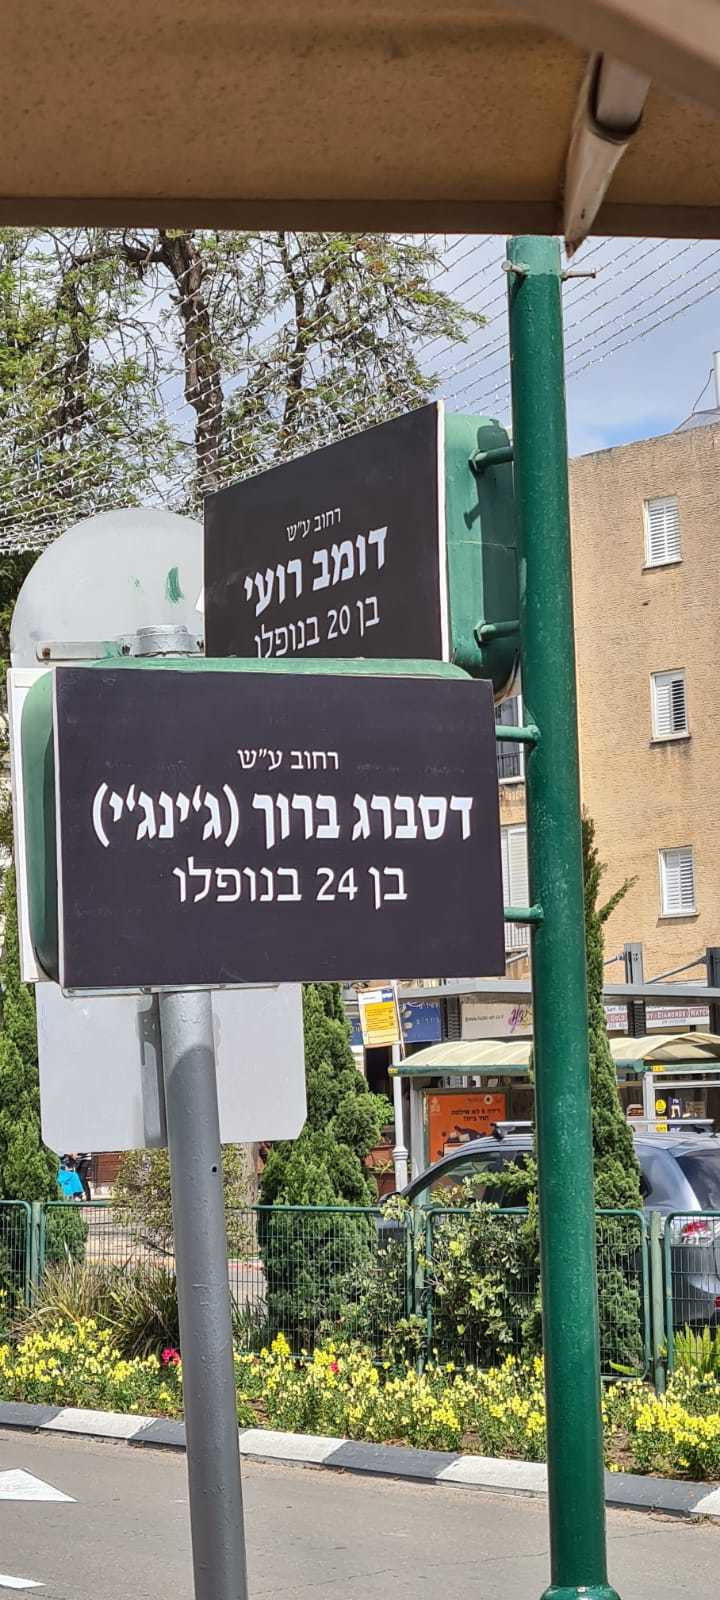 רחוב ע״ש
דומב רועי
בן 20 בנופלו
רחוב ע״ש
דסברג ברוך (ג'ינג'י)
בן 24 בנופלו